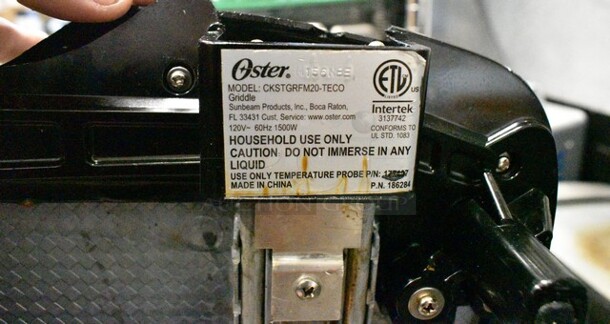 Oster
MODEL: CKSTGRFM20-TECO
Griddle
Sunbeam Products, Inc., Boca Raton,
FL 33431 Cust. Service: www.oster.com
120V~ 60Hz 1500W
HOUSEHOLD USE ONLY
CAUTION DO NOT IMMERSE IN ANY
LIQUID
USE ONLY TEMPERATURE PROBE P/N:
MADE IN CHINA
P.N. 186284
ETL US
Intertek
3137742
CONFORMS TO
UL STD. 1083